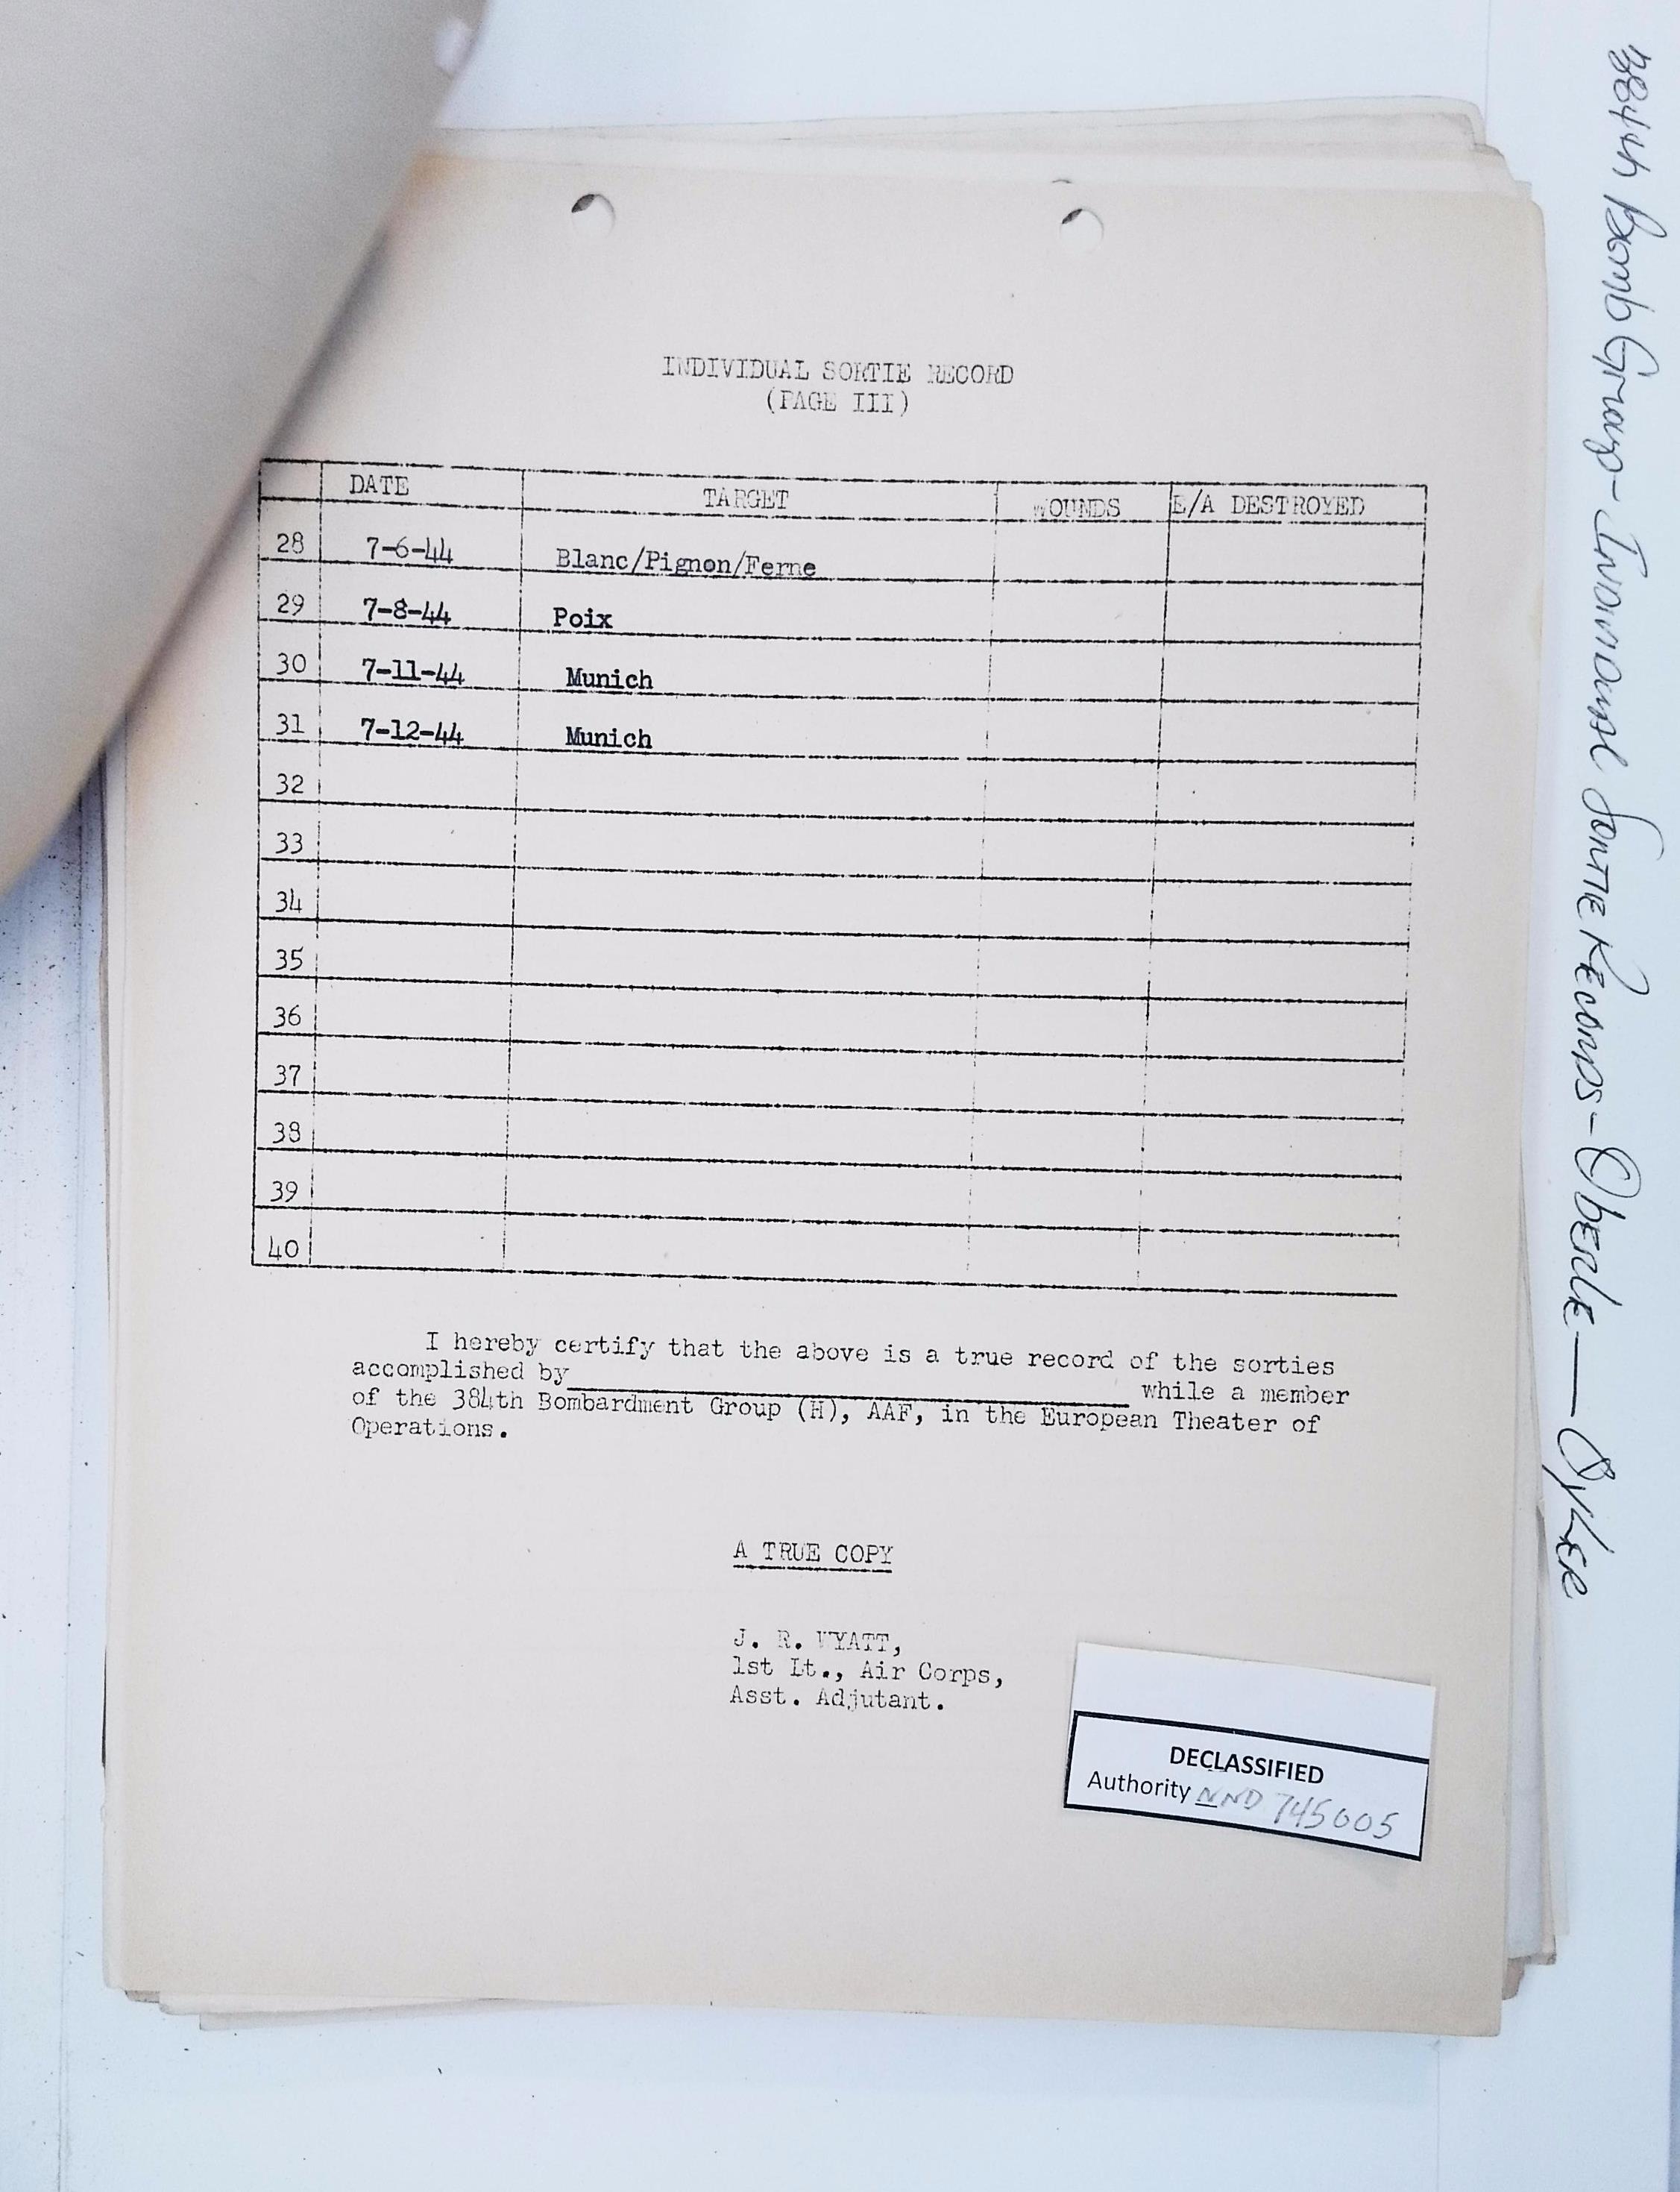 INDIVIDUAL SORTIE RECORD
(PAGE III)
DATE TARGET WOUNDS E/A DESTROYED
28 7-6-44 Blanc/Pignon/Ferne
29 7-8-44 Poix
30 7-11-44 Munich
31 7-12-44 Munich
32
33
34
35
36
37
38
39
40
I hereby certify that the above is a true record of the sorties
accomplished by while a member
of the 384th Bombardment Group (H), AAF, in the European Theater of
Operations.
A TRUE COPY
J. R. WYATT,
1st Lt., Air Corps,
Asst. Adjutant.
DECLASSIFIED
Authority NND 745005
384th Bomb Group - Individual Sortie Records - Oberle — Oyler